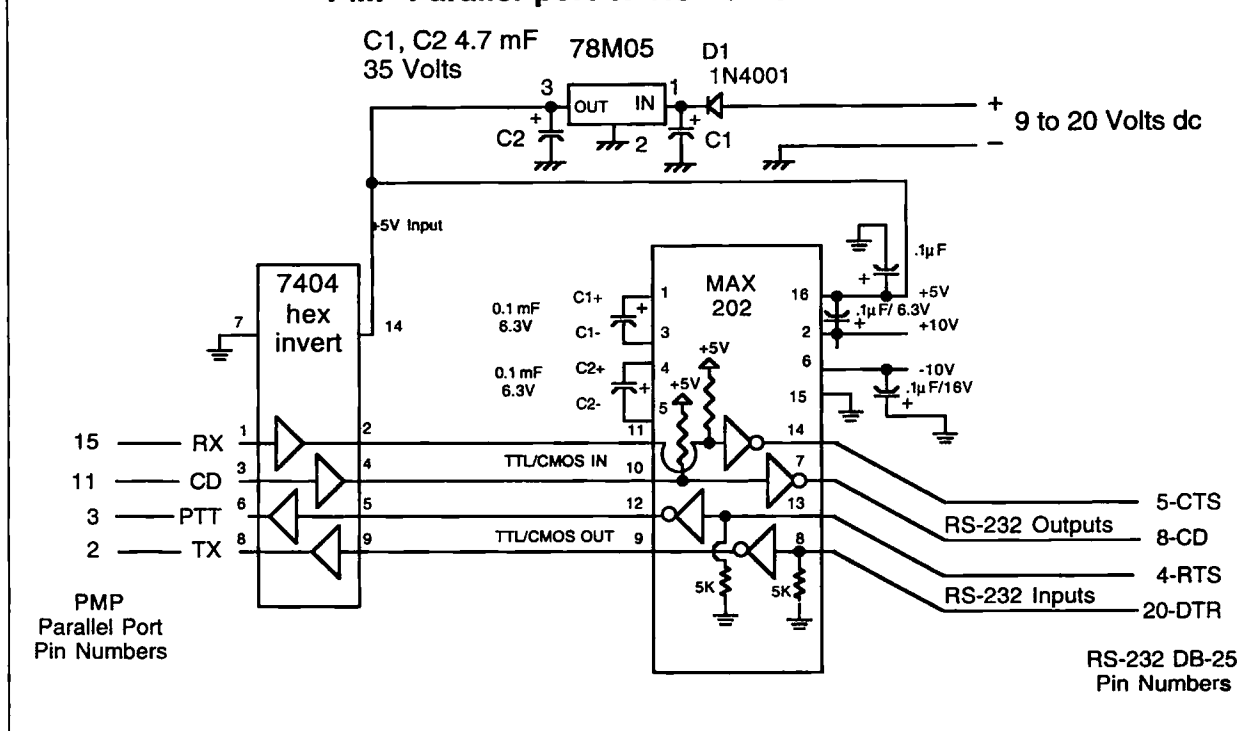 C1, C2 4.7 mF
35 Volts
78M05
D1
1N4001
3
OUT
IN
1
+
C2
2
+
C1
+
9 to 20 Volts dc
−
+5V Input
7404
hex
invert
7
14
MAX
202
0.1 mF
6.3V
C1+
+
C1-
1
3
0.1 mF
6.3V
C2+
+
C2-
4
5
+5V
+5V
16
2
6
15
.1µF
+
+5V
.1µF/ 6.3V
+
+10V
-10V
.1µF/16V
+
15
RX
1
2
11
14
TTL/CMOS IN
11
CD
3
4
10
7
3
PTT
6
5
12
13
TTL/CMOS OUT
2
TX
8
9
9
8
5K
5K
5-CTS
RS-232 Outputs
8-CD
4-RTS
RS-232 Inputs
20-DTR
PMP
Parallel Port
Pin Numbers
RS-232 DB-25
Pin Numbers